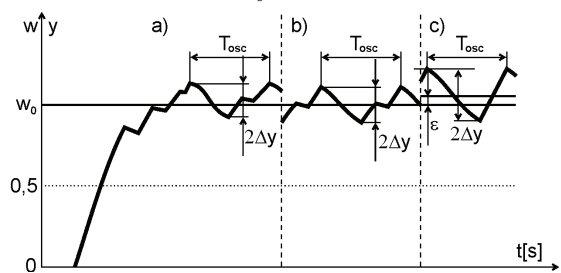 w y a) b) c)
Tosc Tosc Tosc
w0
ε
2Δy 2Δy 2Δy
0,5
0 t[s]